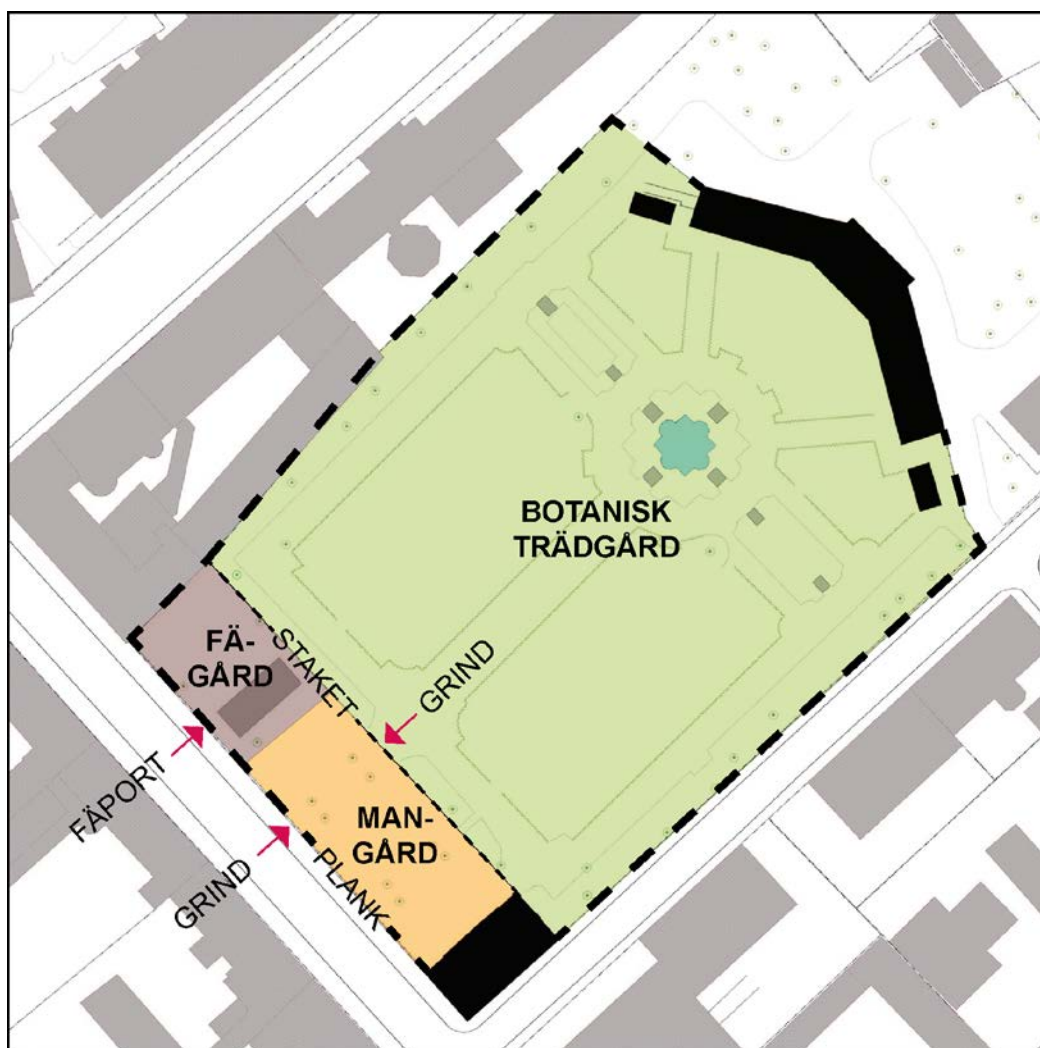 BOTANISK
TRÄDGÅRD
FÄ-
GÅRD
STAKET
GRIND
FÄPORT
MAN-
GÅRD
GRIND
PLANK